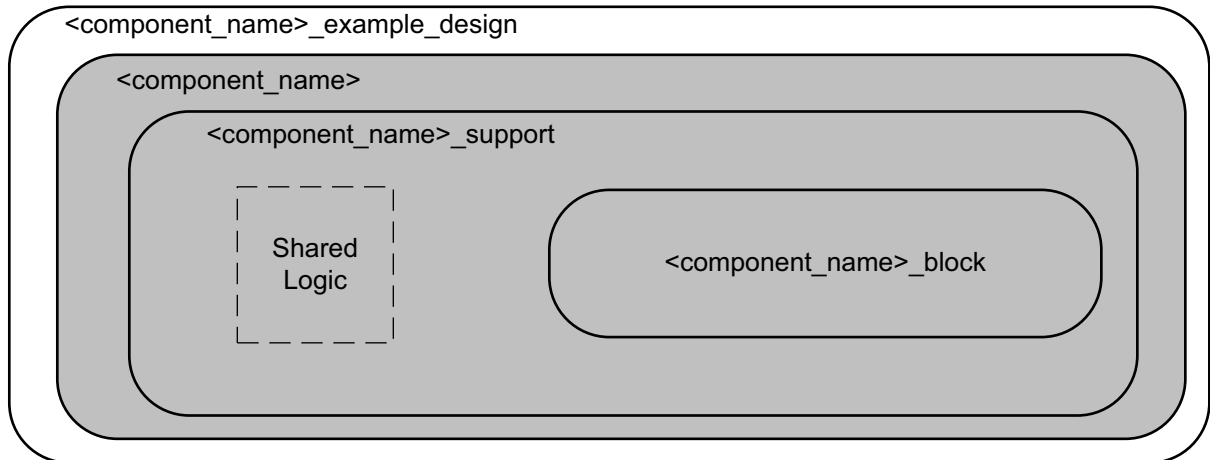 <component_name>_example_design
<component_name>
<component_name>_support
Shared
Logic
<component_name>_block